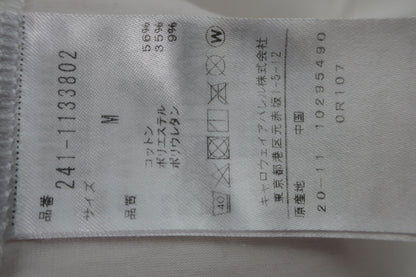 品番
241-1133802
サイズ
M
品質
コットン 56%
ポリエステル 35%
ポリウレタン 9%
40
W
キャロウェイアパレル株式会社
東京都港区元赤坂1-5-12
原産地 中国
20-11 10295490
0R107